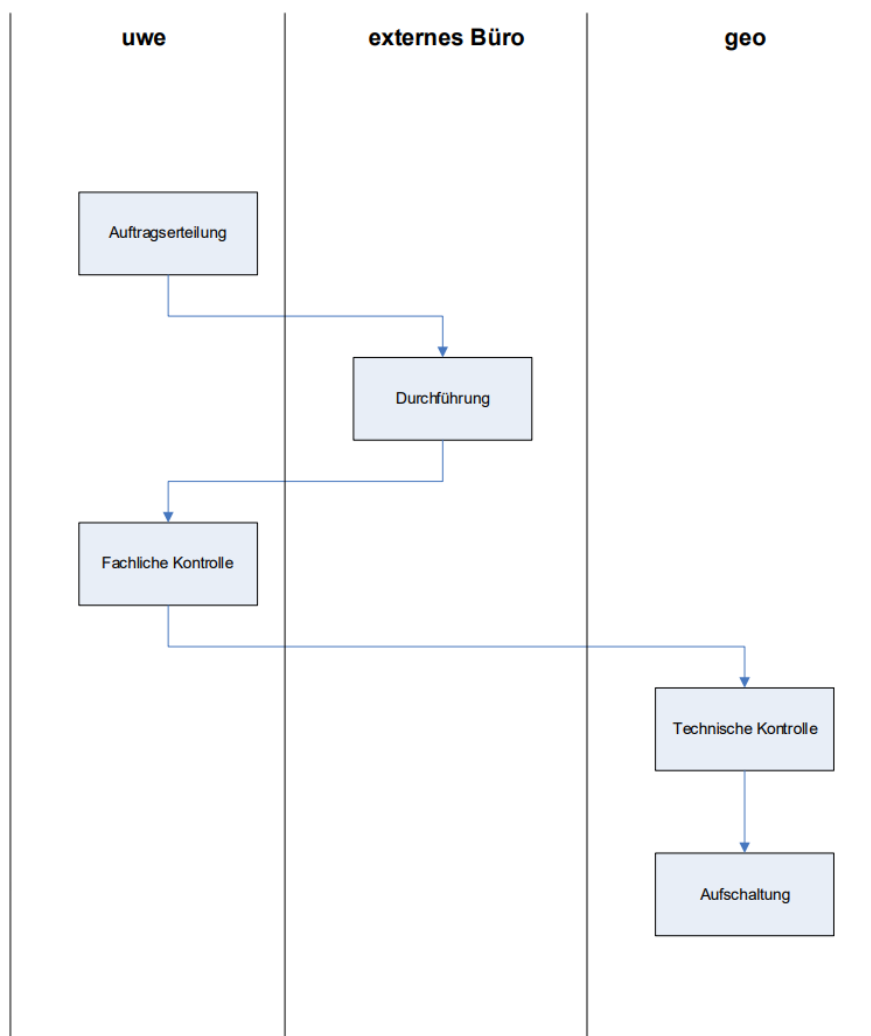 uwe
externes Büro
geo
Auftragserteilung
Durchführung
Fachliche Kontrolle
Technische Kontrolle
Aufschaltung